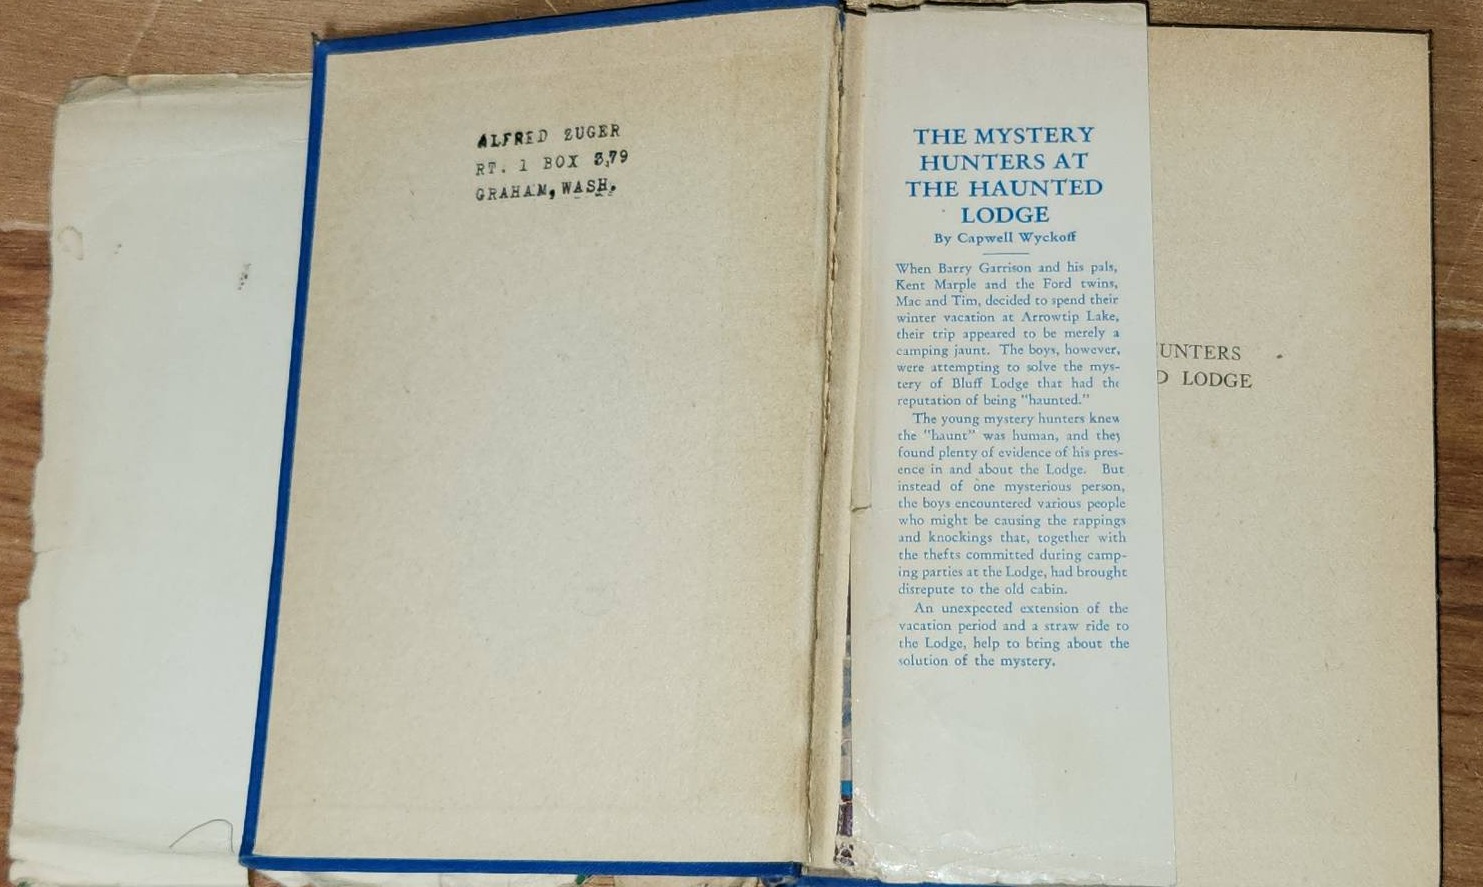 ALFRED ZUGER
RT. 1 BOX 379
GRAHAM, WASH.
THE MYSTERY
HUNTERS AT
THE HAUNTED
LODGE
By Capwell Wyckoff
When Barry Garrison and his pals,
Kent Marple and the Ford twins,
Mac and Tim, decided to spend their
winter vacation at Arrowtip Lake,
their trip appeared to be merely a
camping jaunt. The boys, however,
were attempting to solve the mys-
tery of Bluff Lodge that had the
reputation of being "haunted."
The young mystery hunters knew
the "haunt" was human, and they
found plenty of evidence of his pres-
ence in and about the Lodge. But
instead of one mysterious person,
the boys encountered various people
who might be causing the rappings
and knockings that, together with
the thefts committed during camp-
ing parties at the Lodge, had brought
disrepute to the old cabin.
An unexpected extension of the
vacation period and a straw ride to
the Lodge, help to bring about the
solution of the mystery.
UNTERS
D LODGE